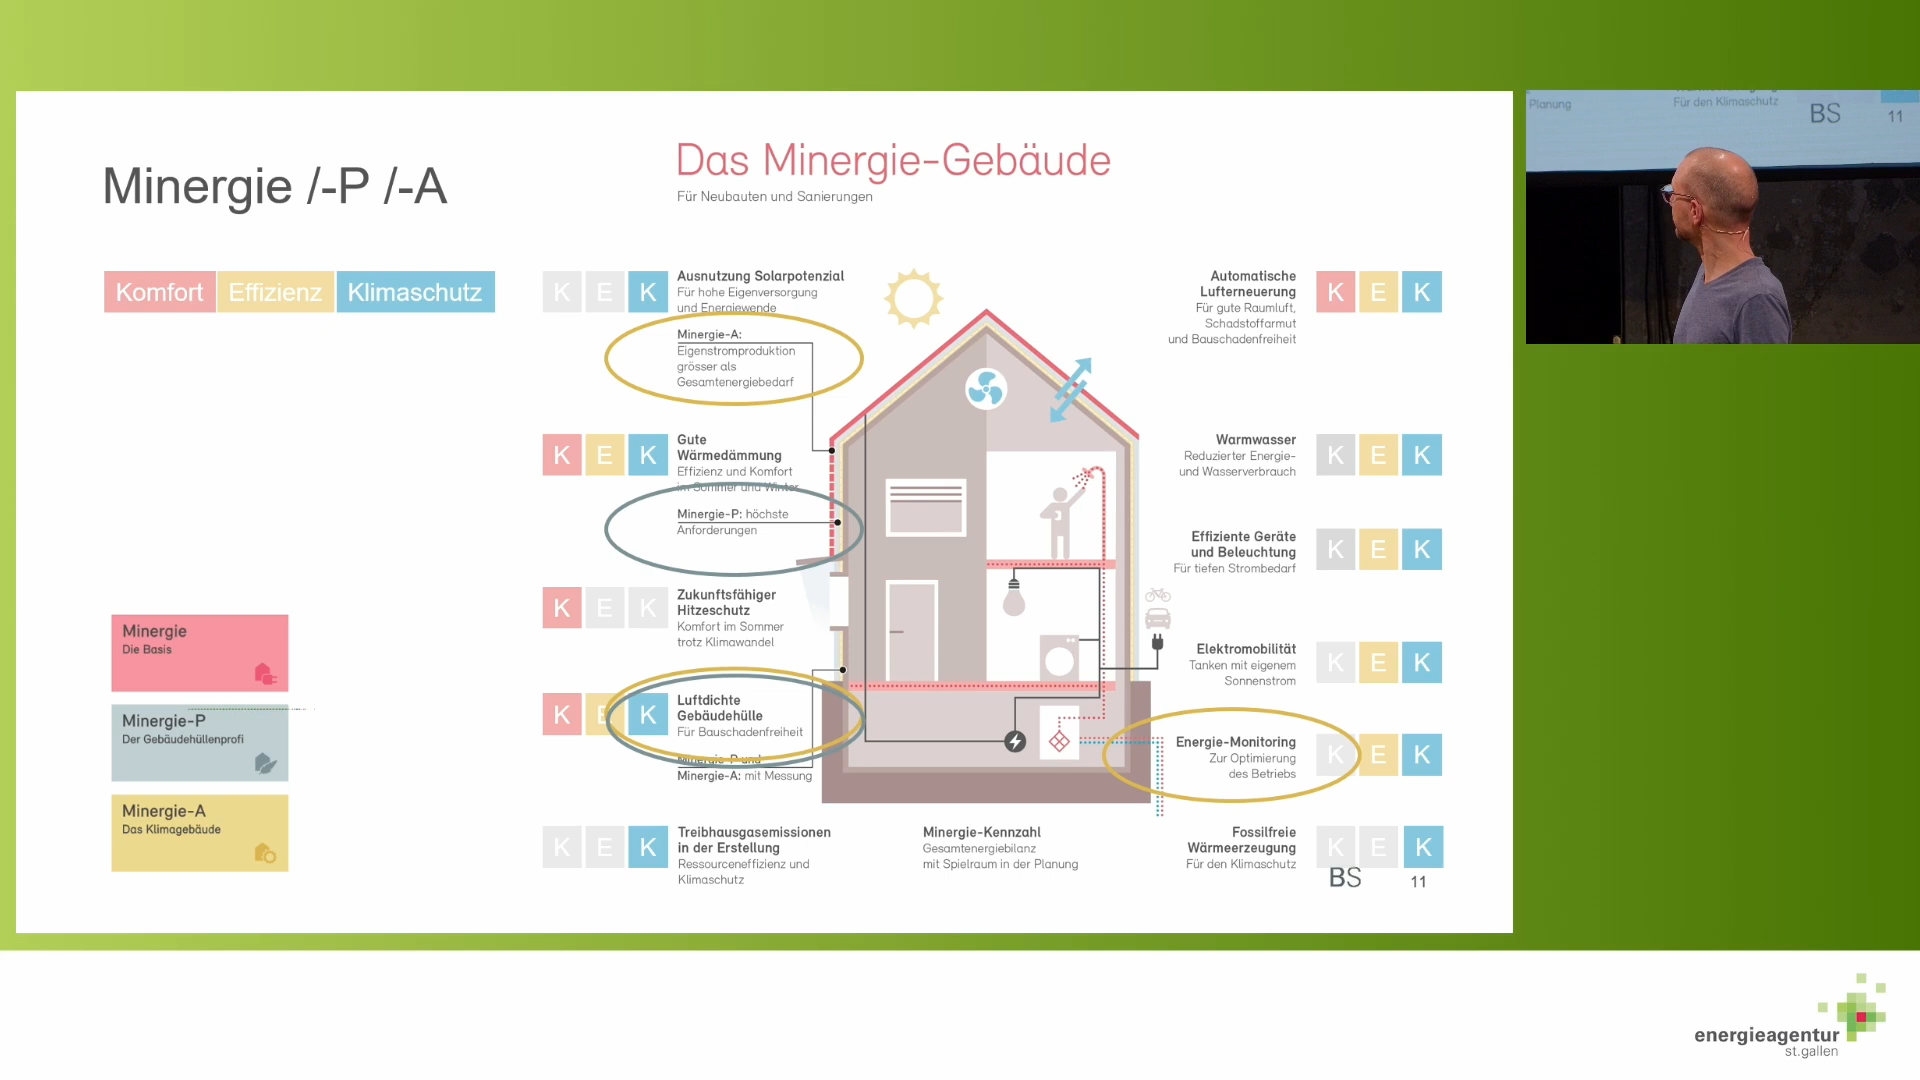 Minergie /-P /-A
Das Minergie-Gebäude
Für Neubauten und Sanierungen
Komfort Effizienz Klimaschutz
K E K
Ausnutzung Solarpotenzial
Für hohe Eigenversorgung
und Energiewende
Minergie-A:
Eigenstromproduktion
grösser als
Gesamtenergiebedarf
K E K
Gute
Wärmedämmung
Effizienz und Komfort
im Sommer und Winter
Minergie-P: höchste
Anforderungen
K E K
Zukunftsfähiger
Hitzeschutz
Komfort im Sommer
trotz Klimawandel
K E K
Luftdichte
Gebäudehülle
Für Bauschadenfreiheit
Minergie-P und
Minergie-A: mit Messung
K E K
Treibhausgasemissionen
in der Erstellung
Ressourceneffizienz und
Klimaschutz
Minergie-Kennzahl
Gesamtenergiebilanz
mit Spielraum in der Planung
Automatische
Lufterneuerung
Für gute Raumluft,
Schadstoffarmut
und Bauschadenfreiheit
K E K
Warmwasser
Reduzierter Energie-
und Wasserverbrauch
K E K
Effiziente Geräte
und Beleuchtung
Für tiefen Strombedarf
K E K
Elektromobilität
Tanken mit eigenem
Sonnenstrom
K E K
Energie-Monitoring
Zur Optimierung
des Betriebs
K E K
Fossilfreie
Wärmeerzeugung
Für den Klimaschutz
K E K
BS 11
Minergie
Die Basis
Minergie-P
Der Gebäudehüllenprofi
Minergie-A
Das Klimagebäude
Planung
Für den Klimaschutz
BS 11
energieagentur
st.gallen